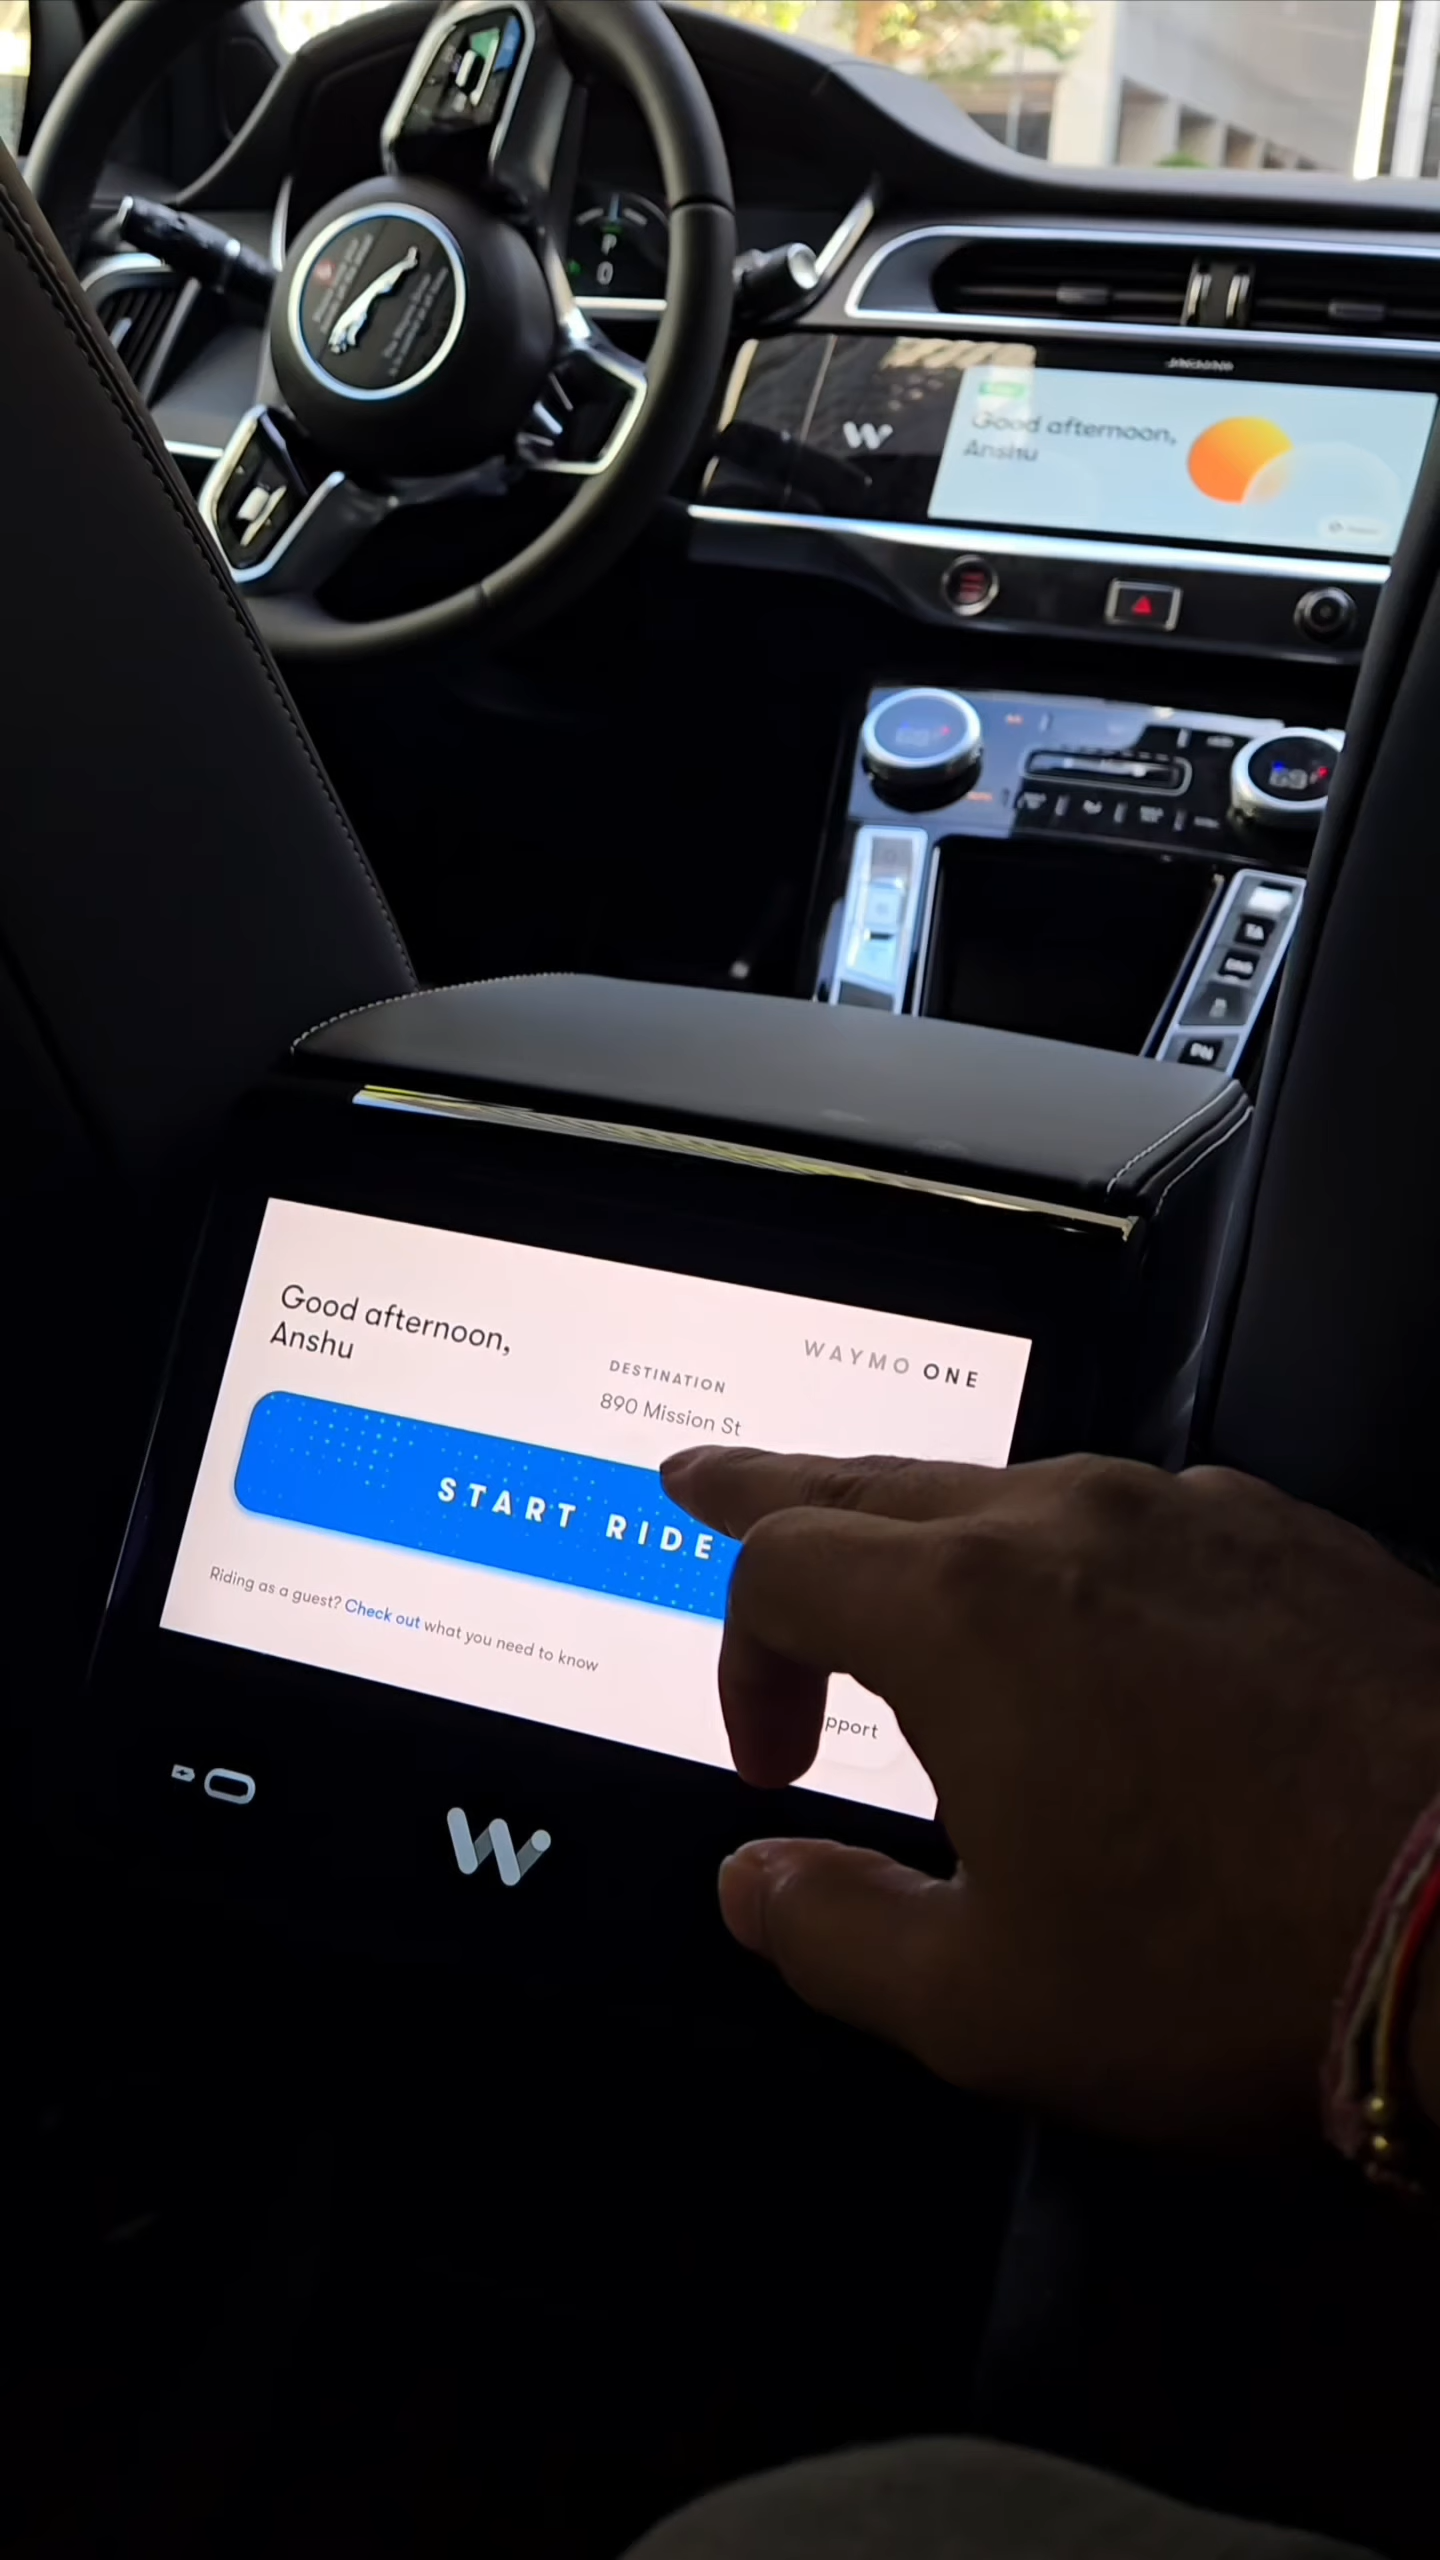 P
0
Good afternoon,
Anshu
Good afternoon,
Anshu
WAYMO ONE
DESTINATION
890 Mission St
START RIDE
Riding as a guest? Check out what you need to know
pport